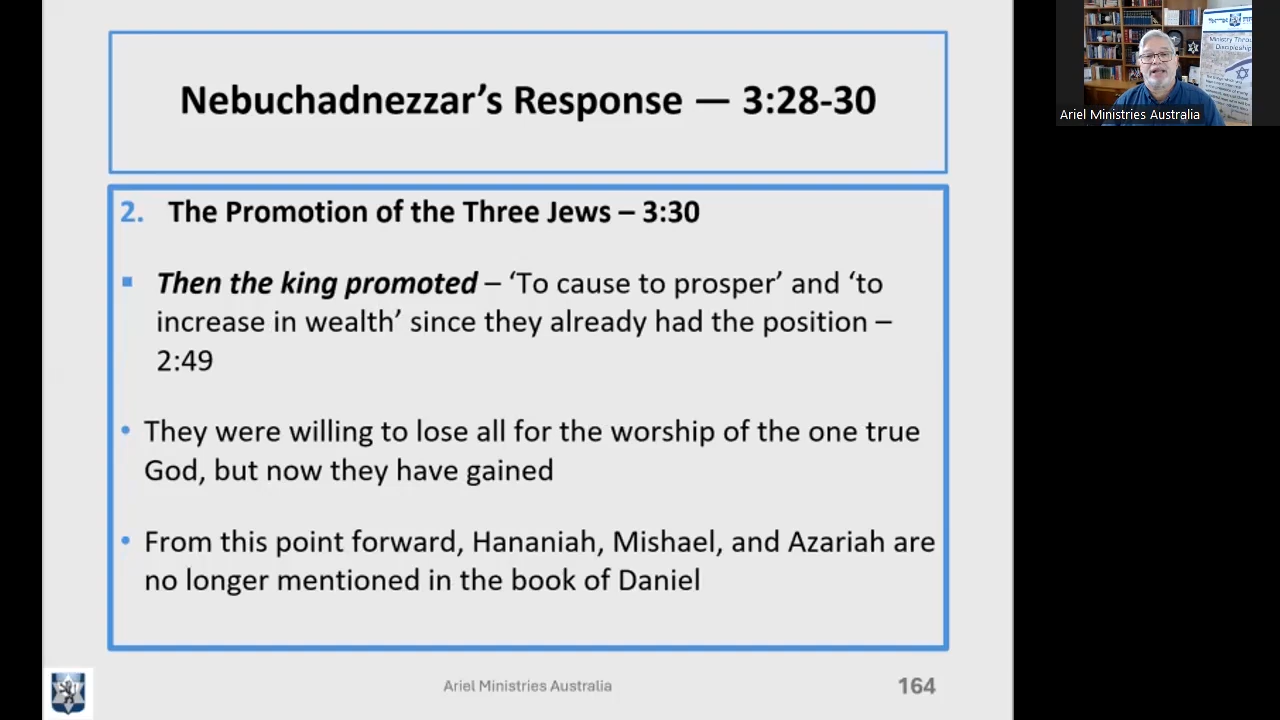 Nebuchadnezzar's Response — 3:28-30
2. The Promotion of the Three Jews – 3:30
▪ Then the king promoted – 'To cause to prosper' and 'to
increase in wealth' since they already had the position –
2:49
• They were willing to lose all for the worship of the one true
God, but now they have gained
• From this point forward, Hananiah, Mishael, and Azariah are
no longer mentioned in the book of Daniel
Ariel Ministries Australia
164
Ministry Through
Discipleship
Ariel Ministries Australia